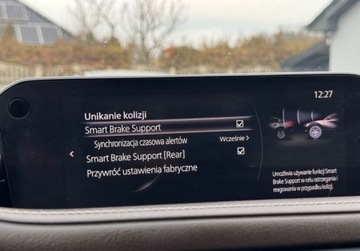 12:27
Unikanie kolizji
Smart Brake Support
Synchronizacja czasowa alertów
Wcześnie
Smart Brake Support [Rear]
Przywróć ustawienia fabryczne
Umożliwia używanie funkcji Smart
Brake Support w celu ostrzegania i
reagowania w przypadku kolizji.